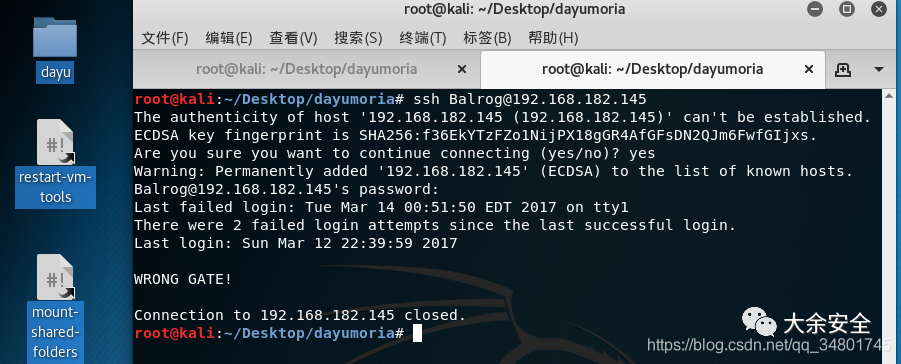 root@kali: ~/Desktop/dayumoria
文件(F) 编辑(E) 查看(V) 搜索(S) 终端(T) 标签(B) 帮助(H)
root@kali: ~/Desktop/dayumoria × root@kali: ~/Desktop/dayumoria ×
dayu
#!
restart-vm-
tools
#!
mount-
shared-
folders
root@kali:~/Desktop/dayumoria# ssh Balrog@192.168.182.145
The authenticity of host '192.168.182.145 (192.168.182.145)' can't be established.
ECDSA key fingerprint is SHA256:f36EkYTzFZo1NijPX18gGR4AfGFsDN2QJm6FwfGIjxs.
Are you sure you want to continue connecting (yes/no)? yes
Warning: Permanently added '192.168.182.145' (ECDSA) to the list of known hosts.
Balrog@192.168.182.145's password:
Last failed login: Tue Mar 14 00:51:50 EDT 2017 on tty1
There were 2 failed login attempts since the last successful login.
Last login: Sun Mar 12 22:39:59 2017
WRONG GATE!
Connection to 192.168.182.145 closed.
root@kali:~/Desktop/dayumoria#
大余安全
https://blog.csdn.net/qq_34801745